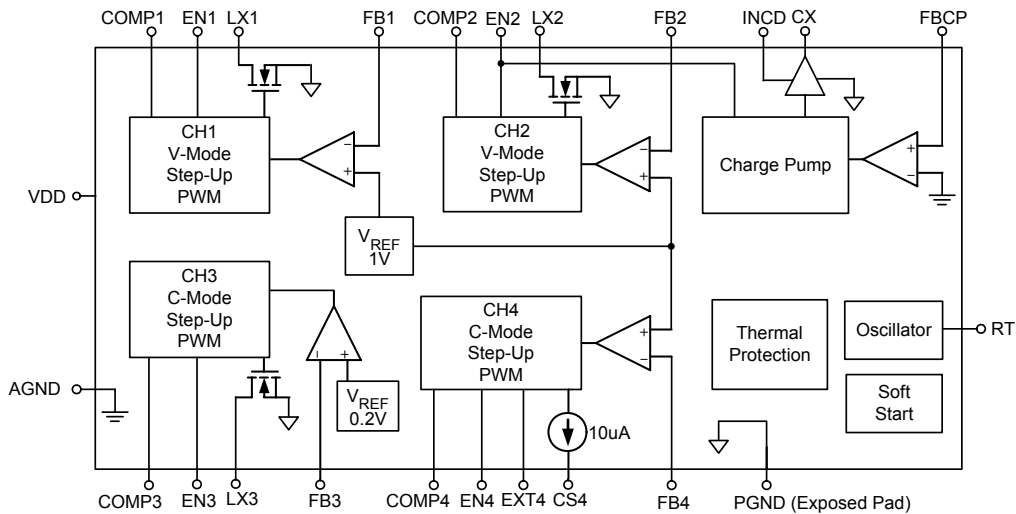 COMP1 EN1 LX1 FB1 COMP2 EN2 LX2 FB2 INCD CX FBCP
CH1
V-Mode
Step-Up
PWM
−
+
CH2
V-Mode
Step-Up
PWM
−
+
Charge Pump
+
−
VDD
VREF
1V
CH3
C-Mode
Step-Up
PWM
− +
VREF
0.2V
CH4
C-Mode
Step-Up
PWM
+
−
10uA
Thermal
Protection
Oscillator
RT
Soft
Start
AGND
COMP3 EN3 LX3 FB3 COMP4 EN4 EXT4 CS4 FB4 PGND (Exposed Pad)